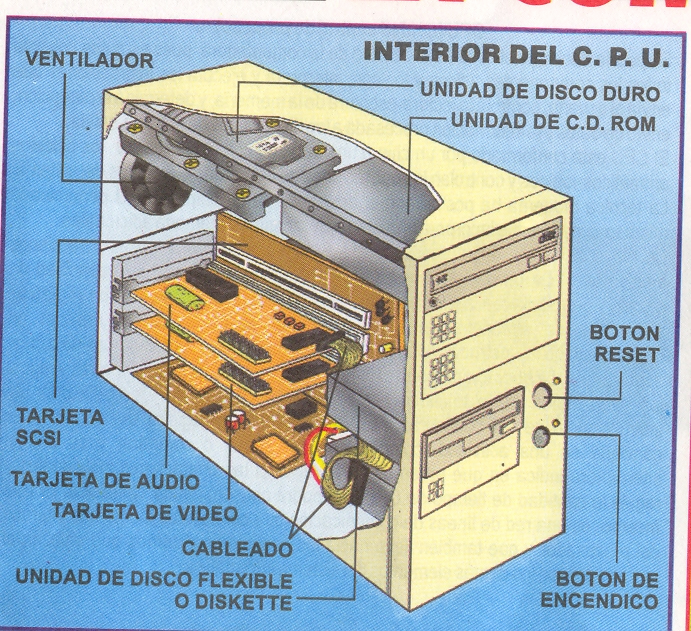 INTERIOR DEL C. P. U.
VENTILADOR
UNIDAD DE DISCO DURO
UNIDAD DE C.D. ROM
BOTON
RESET
TARJETA
SCSI
TARJETA DE AUDIO
TARJETA DE VIDEO
CABLEADO
UNIDAD DE DISCO FLEXIBLE
O DISKETTE
BOTON DE
ENCENDICO